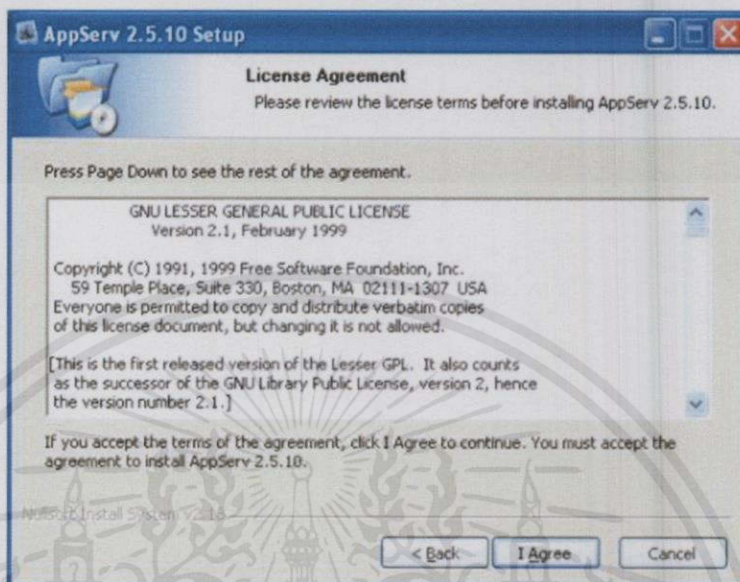 AppServ 2.5.10 Setup
License Agreement
Please review the license terms before installing AppServ 2.5.10.
Press Page Down to see the rest of the agreement.
GNU LESSER GENERAL PUBLIC LICENSE
Version 2.1, February 1999
Copyright (C) 1991, 1999 Free Software Foundation, Inc.
59 Temple Place, Suite 330, Boston, MA 02111-1307 USA
Everyone is permitted to copy and distribute verbatim copies
of this license document, but changing it is not allowed.
[This is the first released version of the Lesser GPL. It also counts
as the successor of the GNU Library Public License, version 2, hence
the version number 2.1.]
If you accept the terms of the agreement, click I Agree to continue. You must accept the
agreement to install AppServ 2.5.10.
Nullsoft Install System v2.18
< Back
I Agree
Cancel